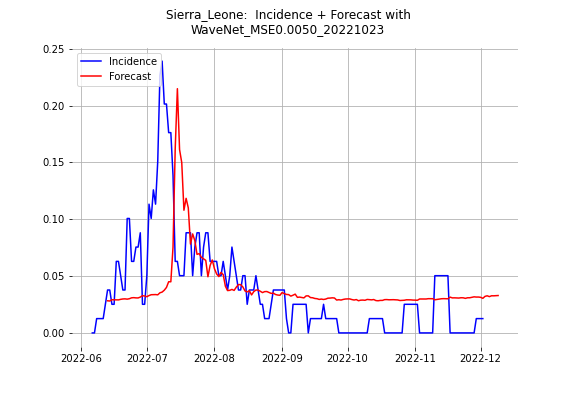 Sierra_Leone:  Incidence + Forecast with
WaveNet_MSE0.0050_20221023
Incidence
Forecast
0.25
0.20
0.15
0.10
0.05
0.00
2022-06 2022-07 2022-08 2022-09 2022-10 2022-11 2022-12